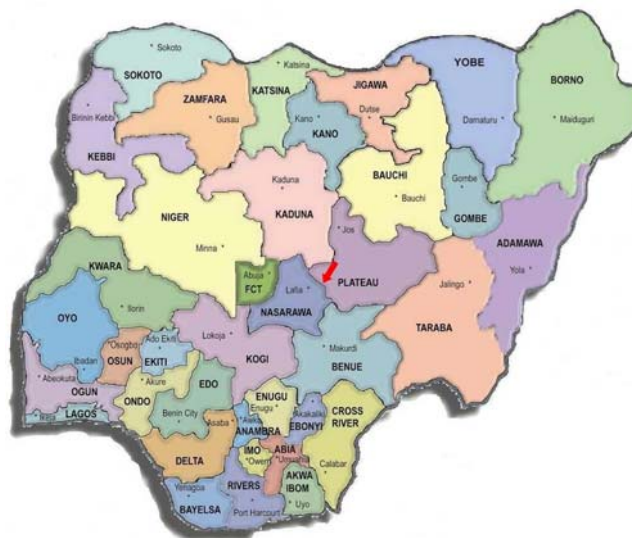 Sokoto
SOKOTO
Katsina
KATSINA
JIGAWA
Dutse
YOBE
Damaturu
BORNO
Maiduguri
ZAMFARA
Gusau
Kano
KANO
Birinin Kebbi
KEBBI
BAUCHI
Bauchi
Gombe
GOMBE
Kaduna
KADUNA
NIGER
Minna
Jos
PLATEAU
ADAMAWA
Yola
KWARA
Ilorin
Abuja
FCT
Lafia
NASARAWA
Jalingo
TARABA
OYO
Ibadan
Osogbo
OSUN
Ado Ekiti
EKITI
Lokoja
KOGI
Makurdi
BENUE
Abeokuta
OGUN
Akure
ONDO
EDO
Benin City
ENUGU
Enugu
Akakaliki
EBONYI
CROSS
RIVER
Calabar
Ikeja
LAGOS
Asaba
Awka
ANAMBRA
DELTA
IMO
Owerri
ABIA
Umuahia
AKWA
IBOM
Uyo
Yenagoa
BAYELSA
RIVERS
Port Harcourt